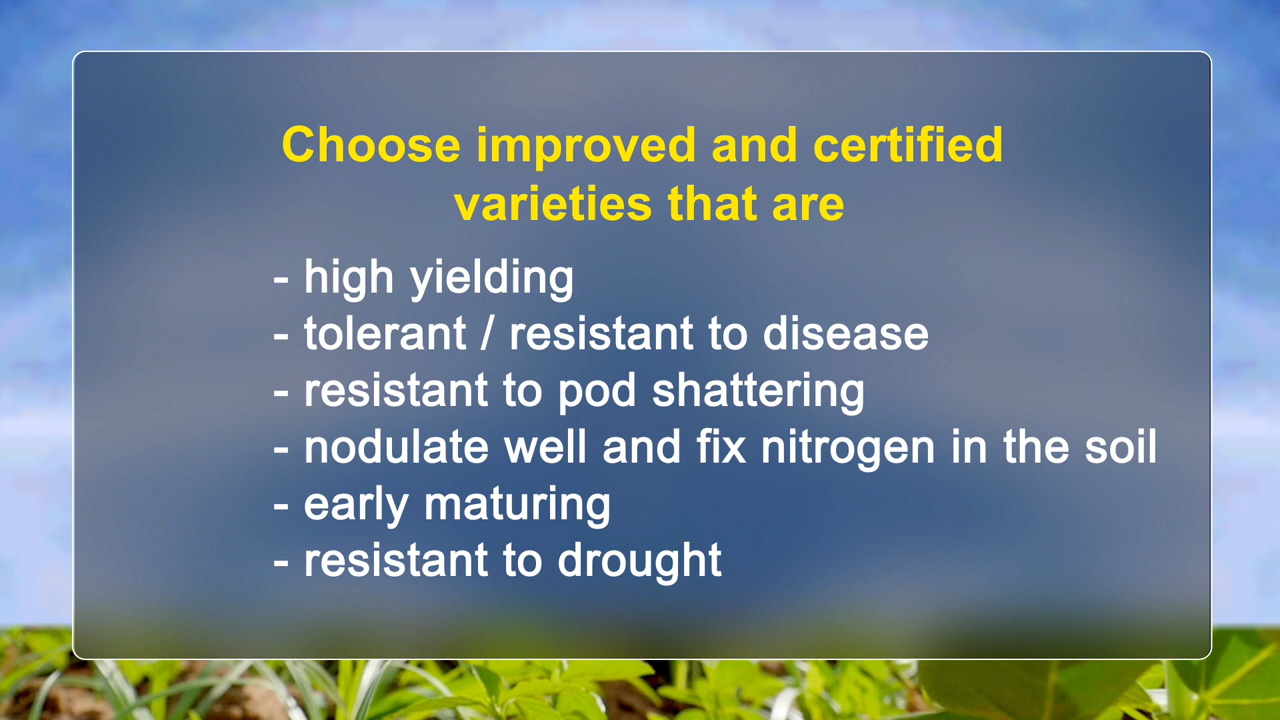 Choose improved and certified
varieties that are
- high yielding
- tolerant / resistant to disease
- resistant to pod shattering
- nodulate well and fix nitrogen in the soil
- early maturing
- resistant to drought